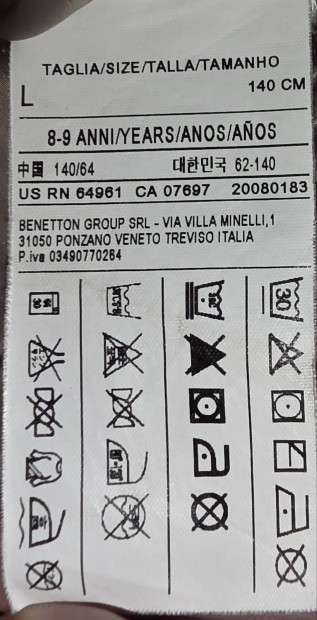 TAGLIA/SIZE/TALLA/TAMANHO
L 140 CM
8-9 ANNI/YEARS/ANOS/AÑOS
中国 140/64 대한민국 62-140
US RN 64961 CA 07697 20080183
BENETTON GROUP SRL - VIA VILLA MINELLI,1
31050 PONZANO VENETO TREVISO ITALIA
P.iva 03490770264
30